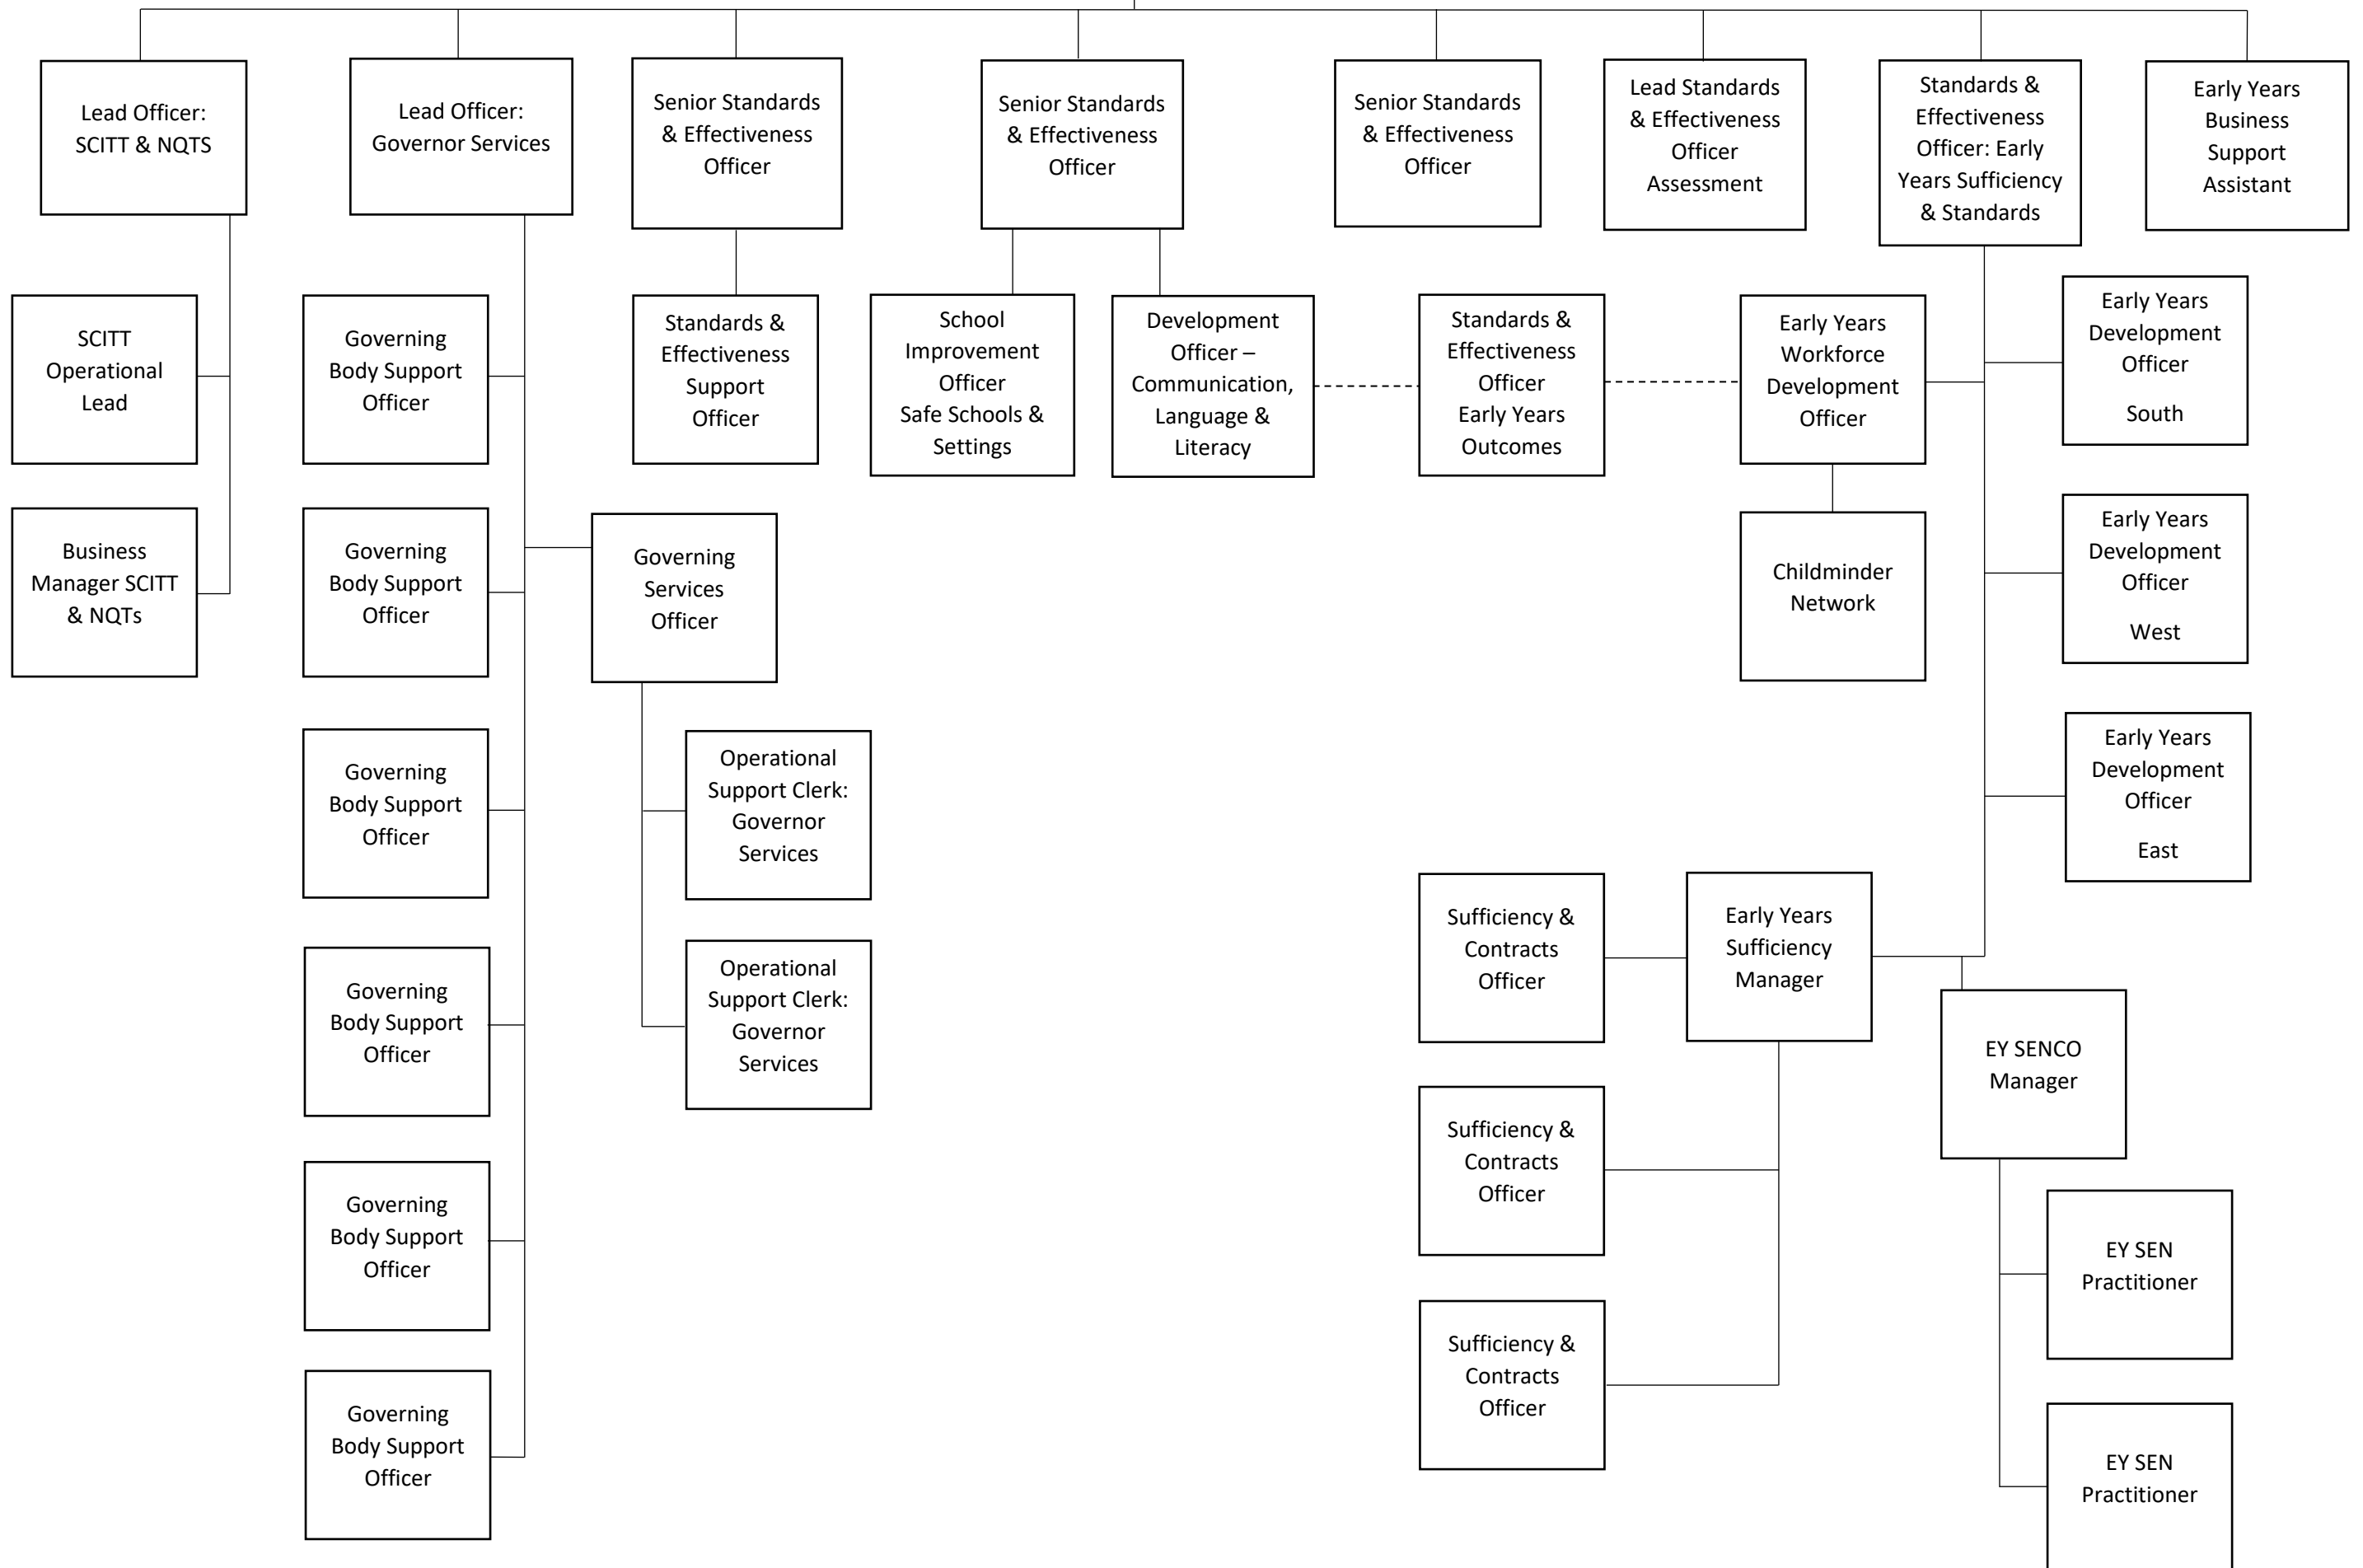 Lead Officer:
SCITT & NQTS
Lead Officer:
Governor Services
Senior Standards
& Effectiveness
Officer
Senior Standards
& Effectiveness
Officer
Senior Standards
& Effectiveness
Officer
Lead Standards
& Effectiveness
Officer
Assessment
Standards &
Effectiveness
Officer: Early
Years Sufficiency
& Standards
Early Years
Business
Support
Assistant
SCITT
Operational
Lead
Governing
Body Support
Officer
Standards &
Effectiveness
Support
Officer
School
Improvement
Officer
Safe Schools &
Settings
Development
Officer –
Communication,
Language &
Literacy
Standards &
Effectiveness
Officer
Early Years
Outcomes
Early Years
Workforce
Development
Officer
Early Years
Development
Officer
South
Business
Manager SCITT
& NQTs
Governing
Body Support
Officer
Governing
Services
Officer
Childminder
Network
Early Years
Development
Officer
West
Governing
Body Support
Officer
Operational
Support Clerk:
Governor
Services
Early Years
Development
Officer
East
Sufficiency &
Contracts
Officer
Early Years
Sufficiency
Manager
Governing
Body Support
Officer
Operational
Support Clerk:
Governor
Services
EY SENCO
Manager
Sufficiency &
Contracts
Officer
Governing
Body Support
Officer
EY SEN
Practitioner
Sufficiency &
Contracts
Officer
Governing
Body Support
Officer
EY SEN
Practitioner